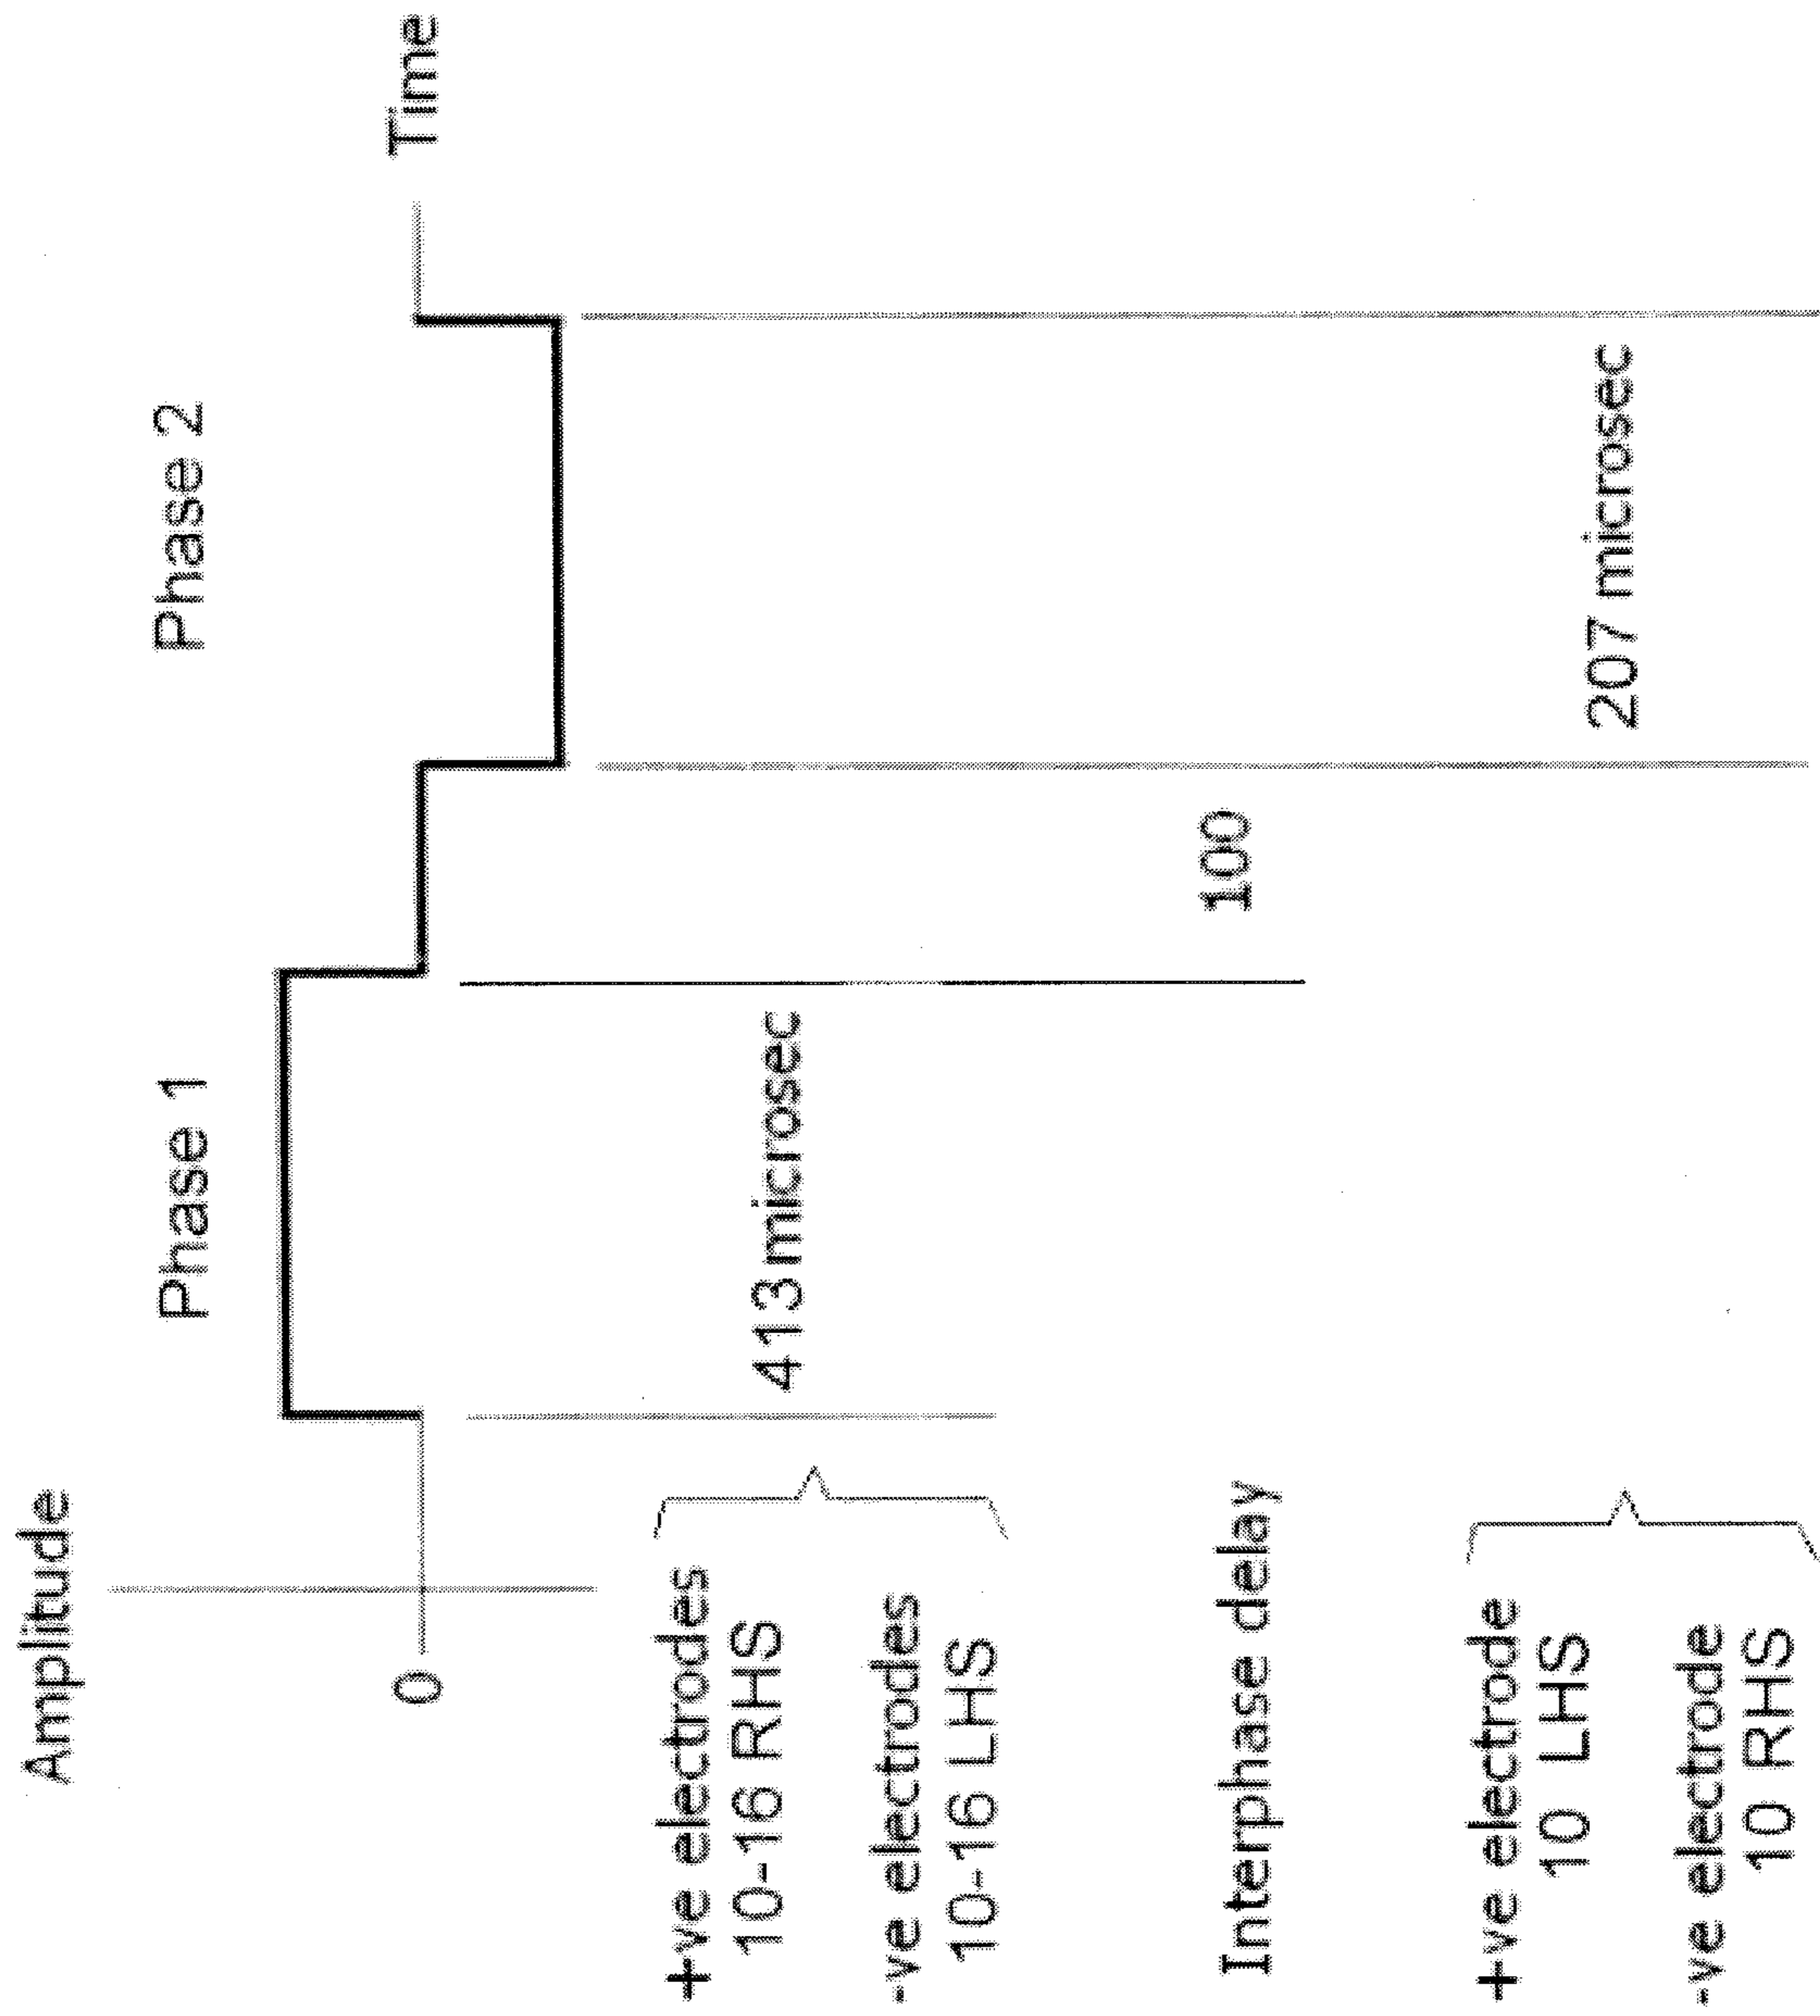 Amplitude
Phase 1
Phase 2
0
Time
+ve electrodes
10-16 RHS
-ve electrodes
10-16 LHS
413 microsec
Interphase delay
100
+ve electrode
10 LHS
-ve electrode
10 RHS
207 microsec